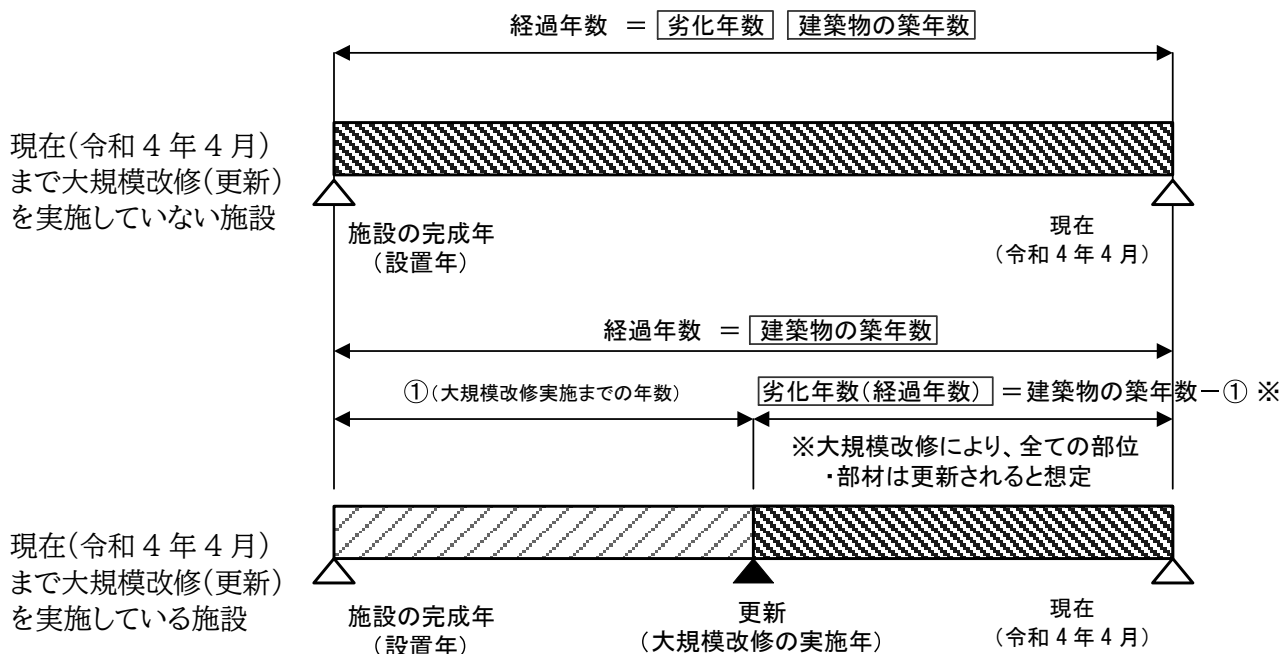 経過年数 = 劣化年数 建築物の築年数
現在(令和4年4月)
まで大規模改修(更新)
を実施していない施設
施設の完成年
(設置年)
現在
(令和4年4月)
経過年数 = 建築物の築年数
①(大規模改修実施までの年数)
劣化年数(経過年数) =建築物の築年数-① ※
※大規模改修により、全ての部位
・部材は更新されると想定
現在(令和4年4月)
まで大規模改修(更新)
を実施している施設
施設の完成年
(設置年)
更新
(大規模改修の実施年)
現在
(令和4年4月)